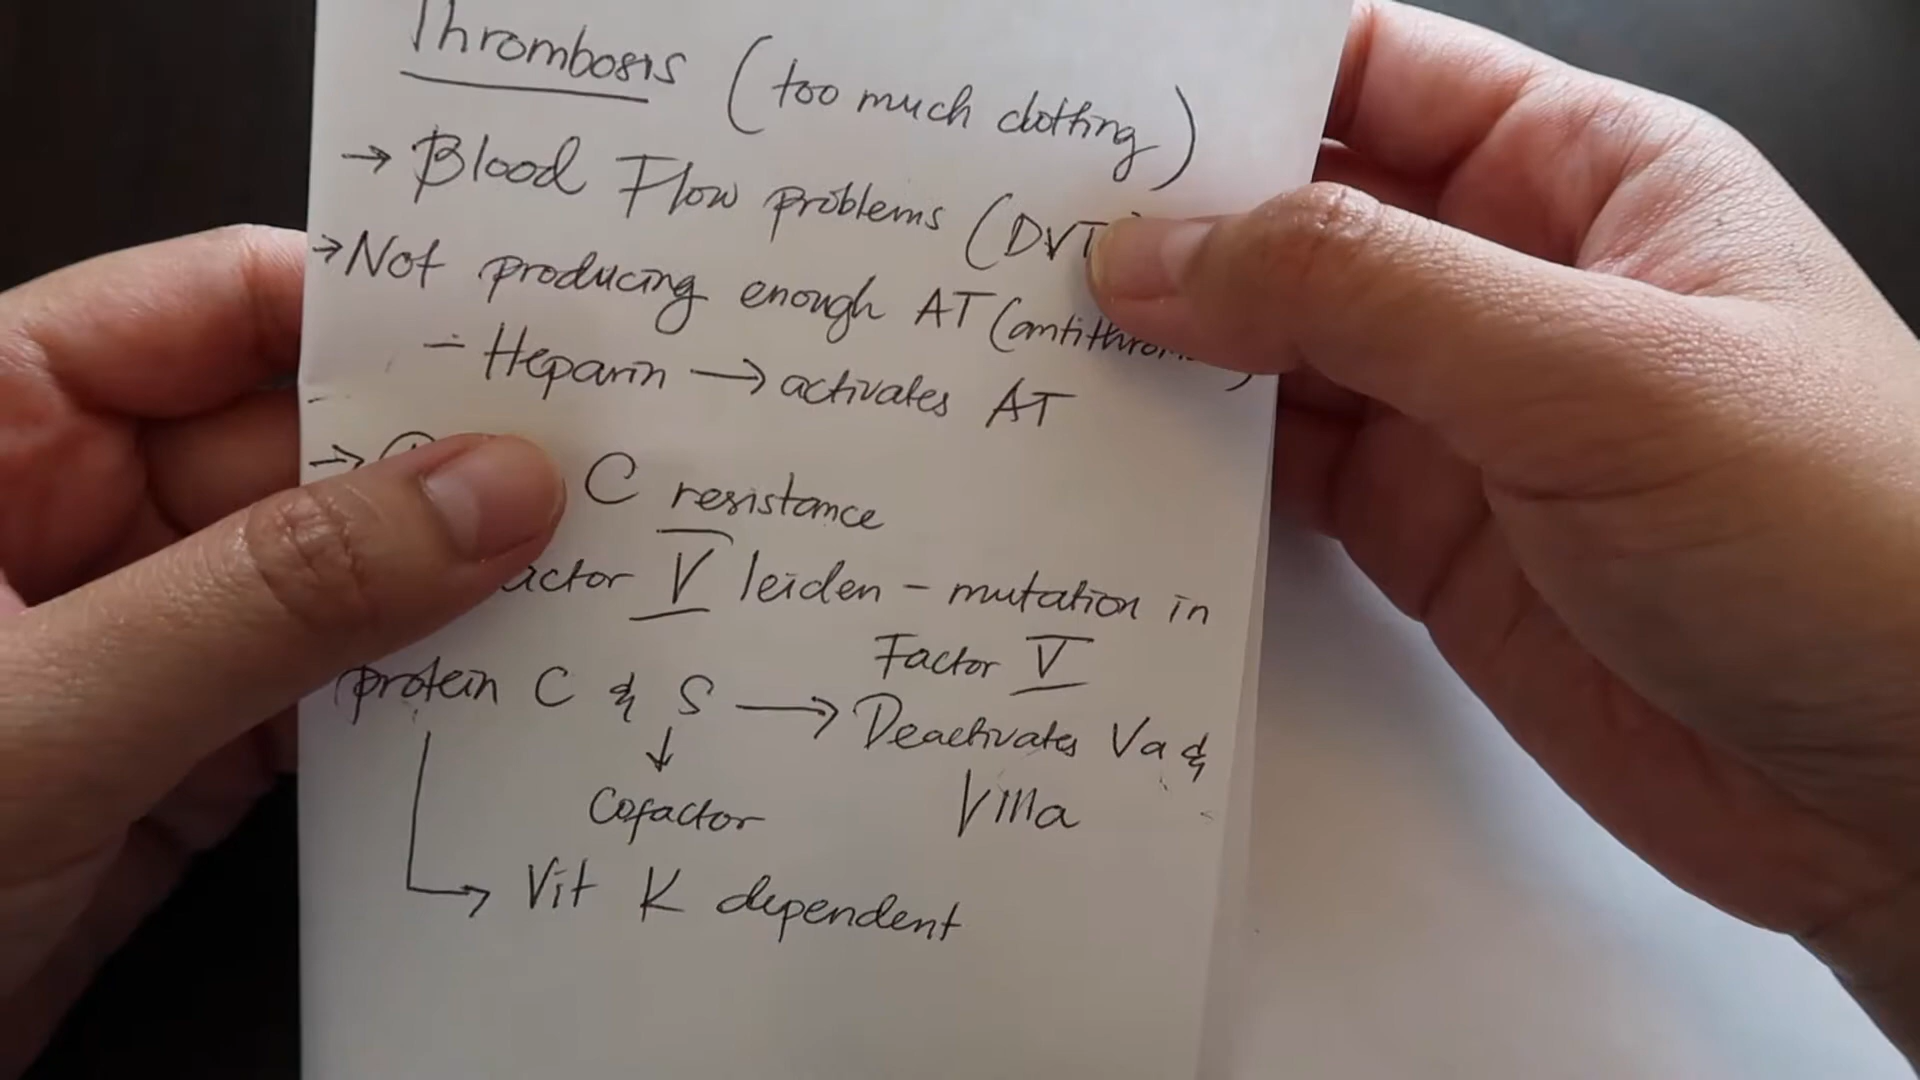 Thrombosis (too much clotting)
→ Blood Flow problems (DVT
→ Not producing enough AT (antithrom
- Heparin → activates AT
→ C resistance
actor V leiden - mutation in
Factor V
protein C & S → Deactivates Va &
↓
Cofactor VIIIa
→ Vit K dependent